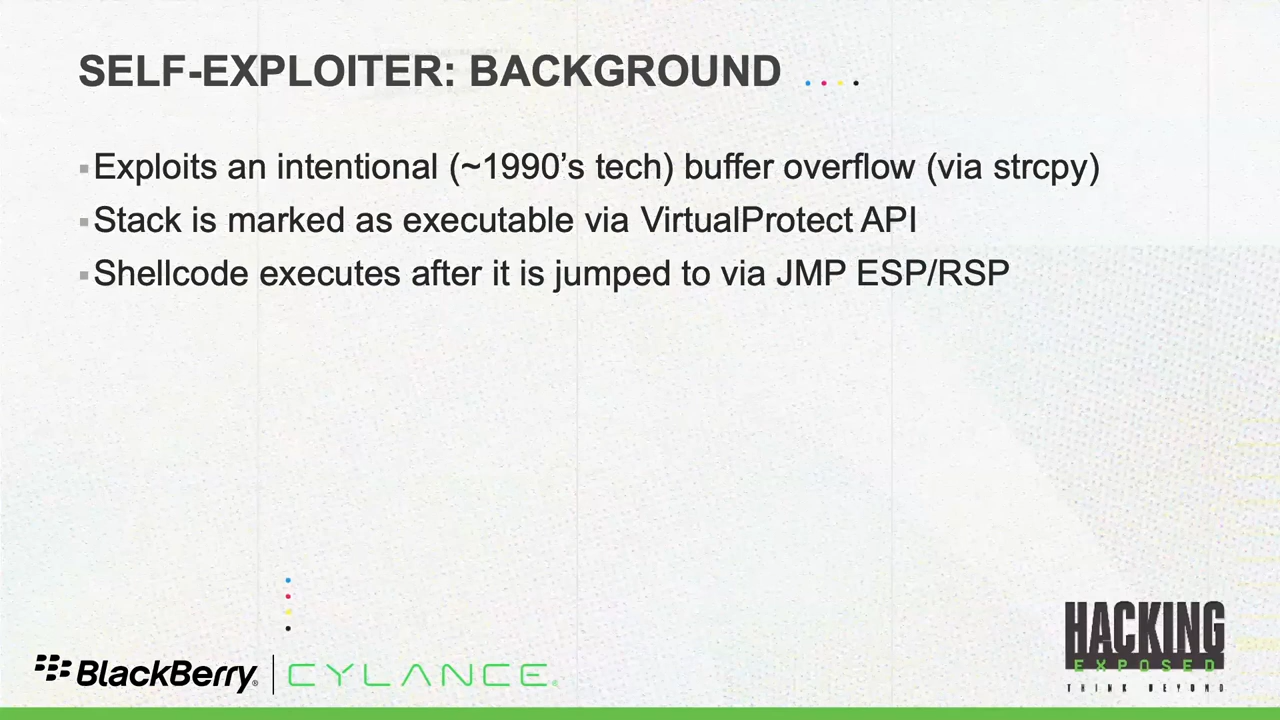 SELF-EXPLOITER: BACKGROUND
Exploits an intentional (~1990's tech) buffer overflow (via strcpy)
Stack is marked as executable via VirtualProtect API
Shellcode executes after it is jumped to via JMP ESP/RSP
BlackBerry® | CYLANCE®
HACKING
EXPOSED
THINK BEYOND